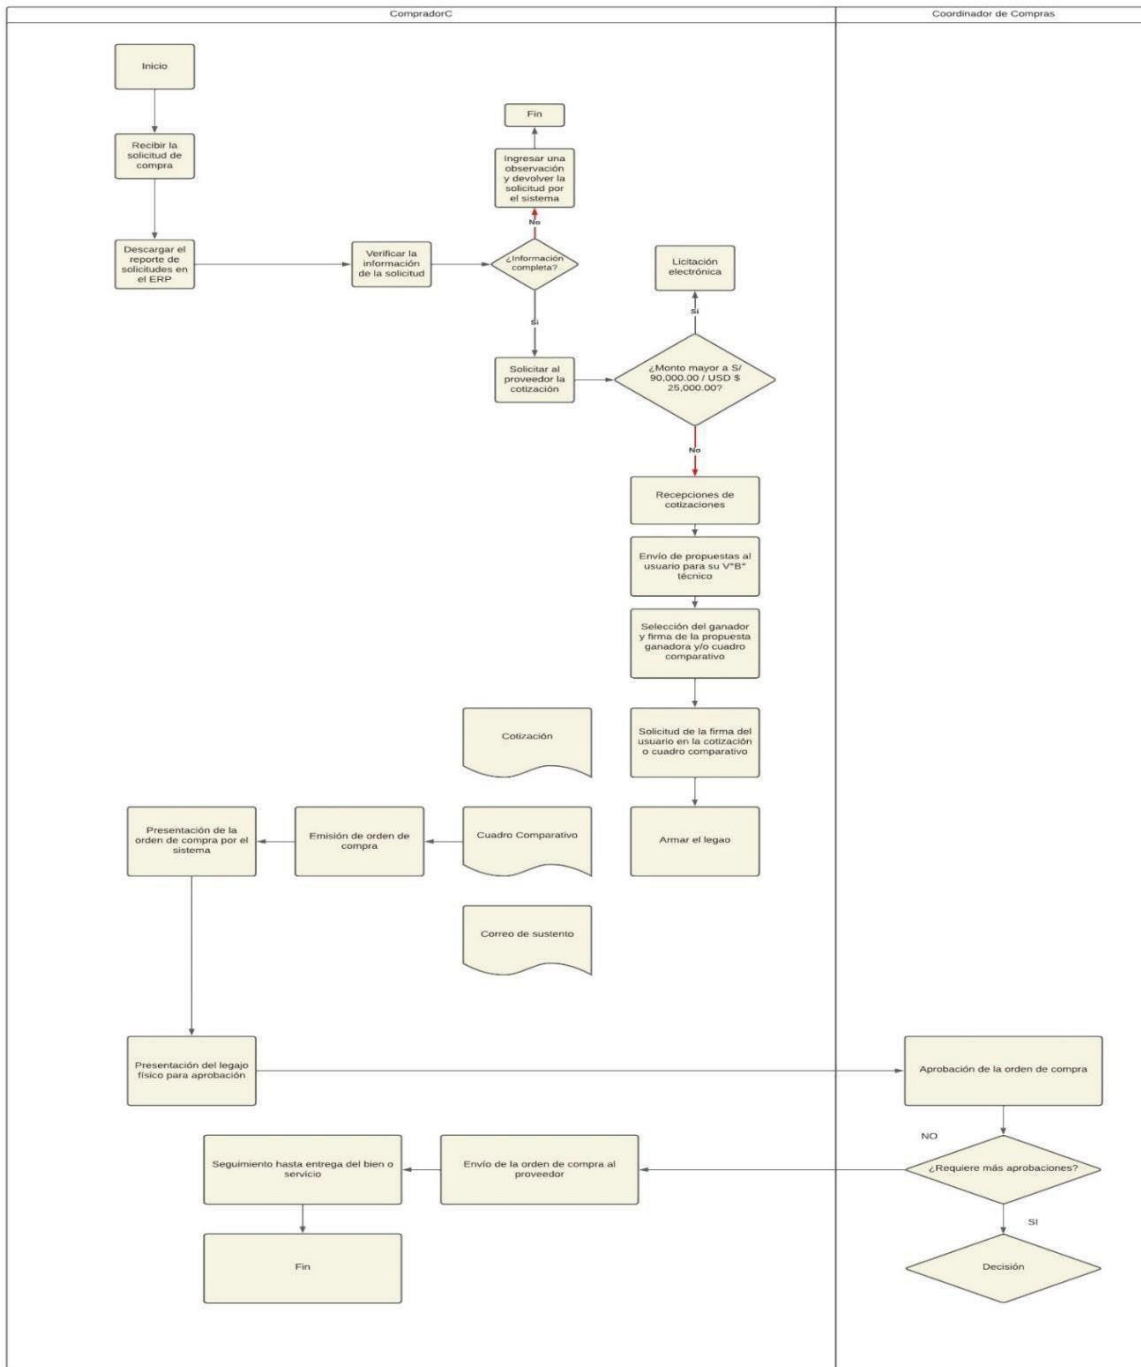 CompradorC
Coordinador de Compras
Inicio
Recibir la
solicitud de
compra
Descargar el
reporte de
solicitudes en
el ERP
Verificar la
información
de la solicitud
¿Información
completa?
No
Ingresar una
observación
y devolver la
solicitud por
el sistema
Fin
Si
Solicitar al
proveedor la
cotización
¿Monto mayor a S/
90,000.00 / USD $
25,000.00?
Si
Licitación
electrónica
No
Recepciones de
cotizaciones
Envío de propuestas al
usuario para su V°B°
técnico
Selección del ganador
y firma de la propuesta
ganadora y/o cuadro
comparativo
Solicitud de la firma del
usuario en la cotización
o cuadro comparativo
Armar el legao
Cotización
Cuadro Comparativo
Correo de sustento
Emisión de orden de
compra
Presentación de la
orden de compra por el
sistema
Presentación del legajo
físico para aprobación
Aprobación de la orden de compra
¿Requiere más aprobaciones?
NO
Envío de la orden de compra al
proveedor
Seguimiento hasta entrega del bien o
servicio
Fin
SI
Decisión